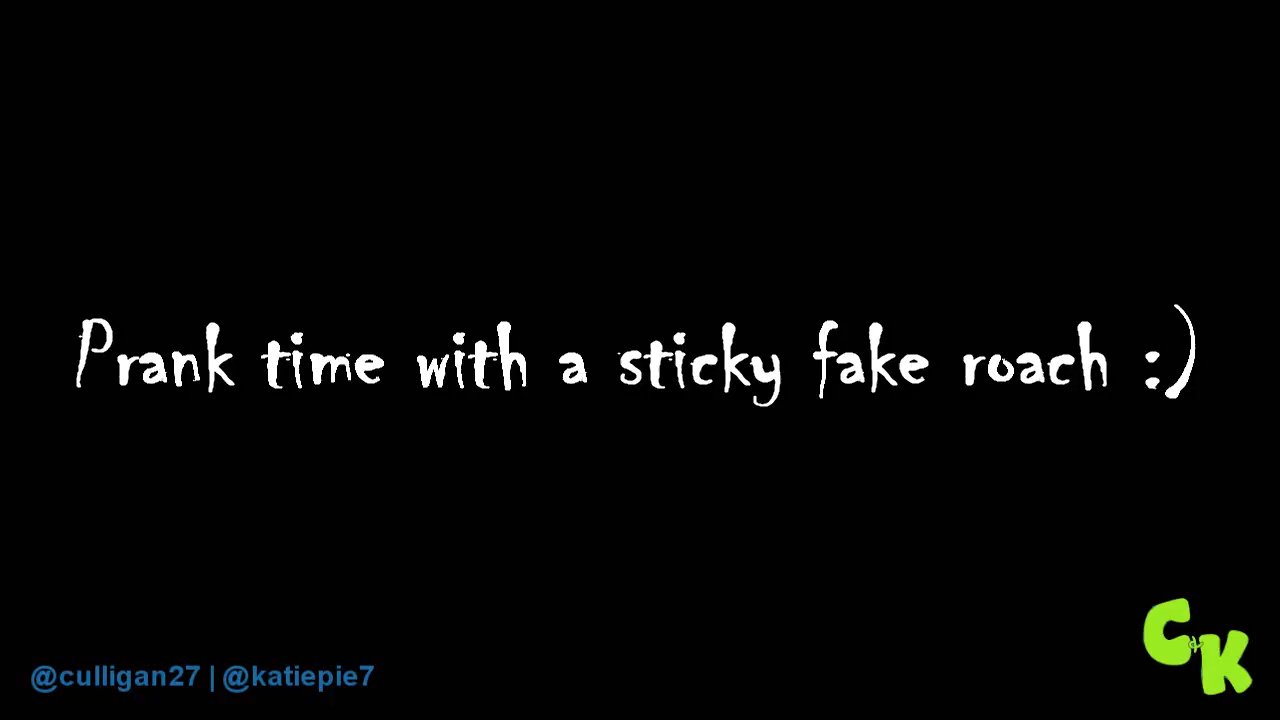 Prank time with a sticky fake roach :)
C&K
@culligan27 | @katiepie7